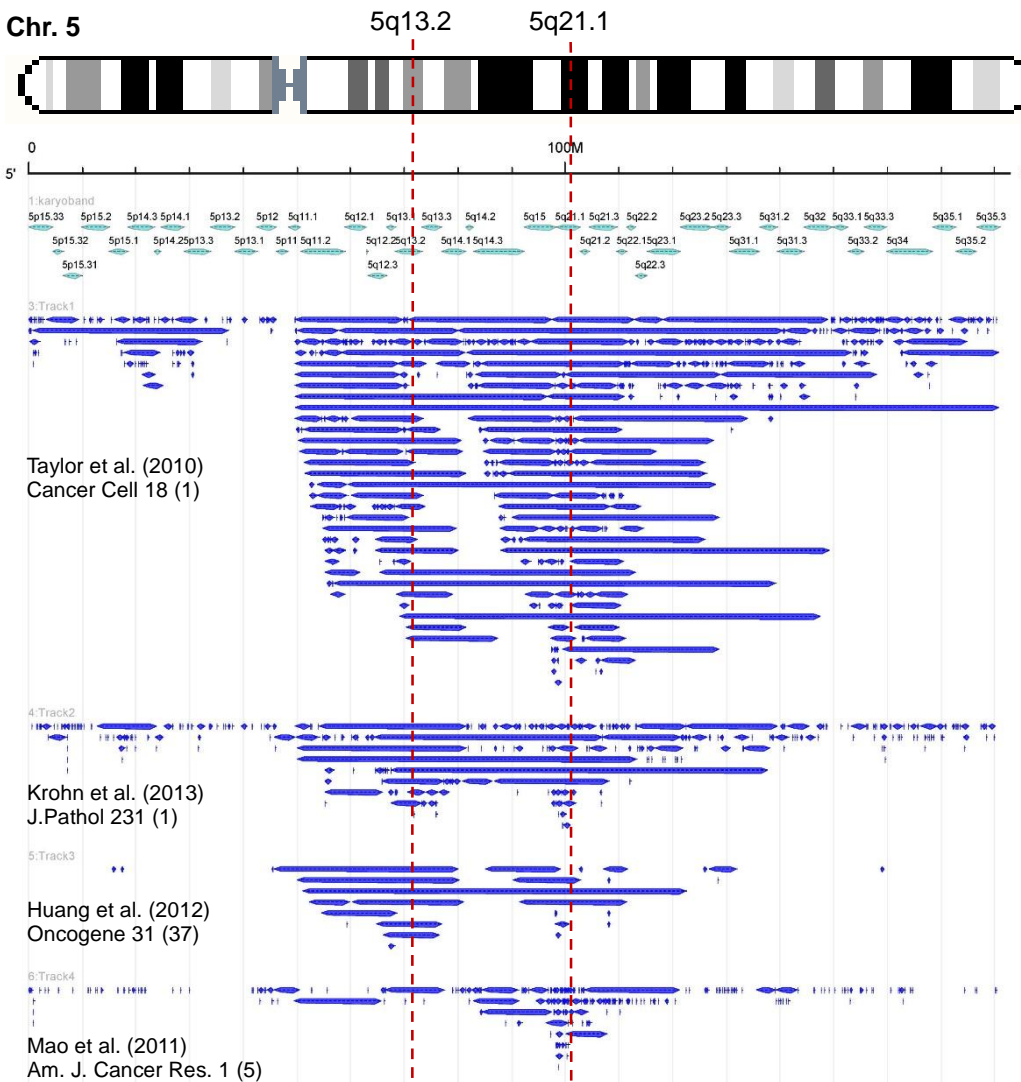 Chr. 5
5q13.2 5q21.1
0 100M
5'
1:karyoband
5p15.33 5p15.2 5p14.3 5p14.1 5p13.2 5p12 5q11.1 5q12.1 5q13.1 5q13.3 5q14.2 5q15 5q21.1 5q21.3 5q22.2 5q23.2 5q23.3 5q31.2 5q32 5q33.1 5q33.3 5q35.1 5q35.3
5p15.32 5p15.1 5p14.2 5p13.3 5p13.1 5p11 5q11.2 5q12.2 5q13.2 5q14.1 5q14.3 5q21.2 5q22.1 5q23.1 5q31.1 5q31.3 5q33.2 5q34 5q35.2
5p15.31 5q12.3 5q22.3
3:Track1
Taylor et al. (2010)
Cancer Cell 18 (1)
4:Track2
Krohn et al. (2013)
J.Pathol 231 (1)
5:Track3
Huang et al. (2012)
Oncogene 31 (37)
6:Track4
Mao et al. (2011)
Am. J. Cancer Res. 1 (5)